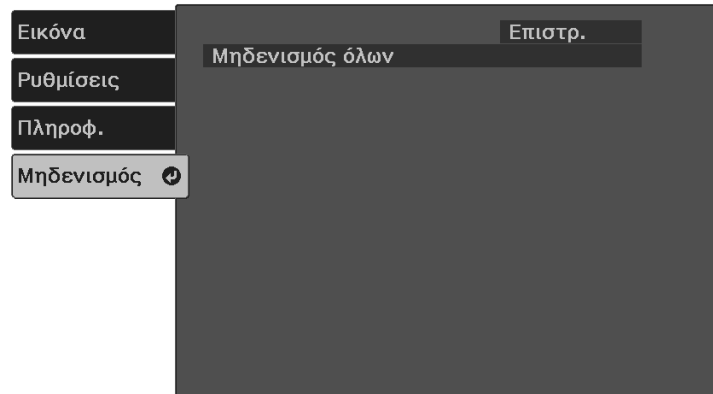 Εικόνα
Ρυθμίσεις
Πληροφ.
Μηδενισμός
Επιστρ.
Μηδενισμός όλων